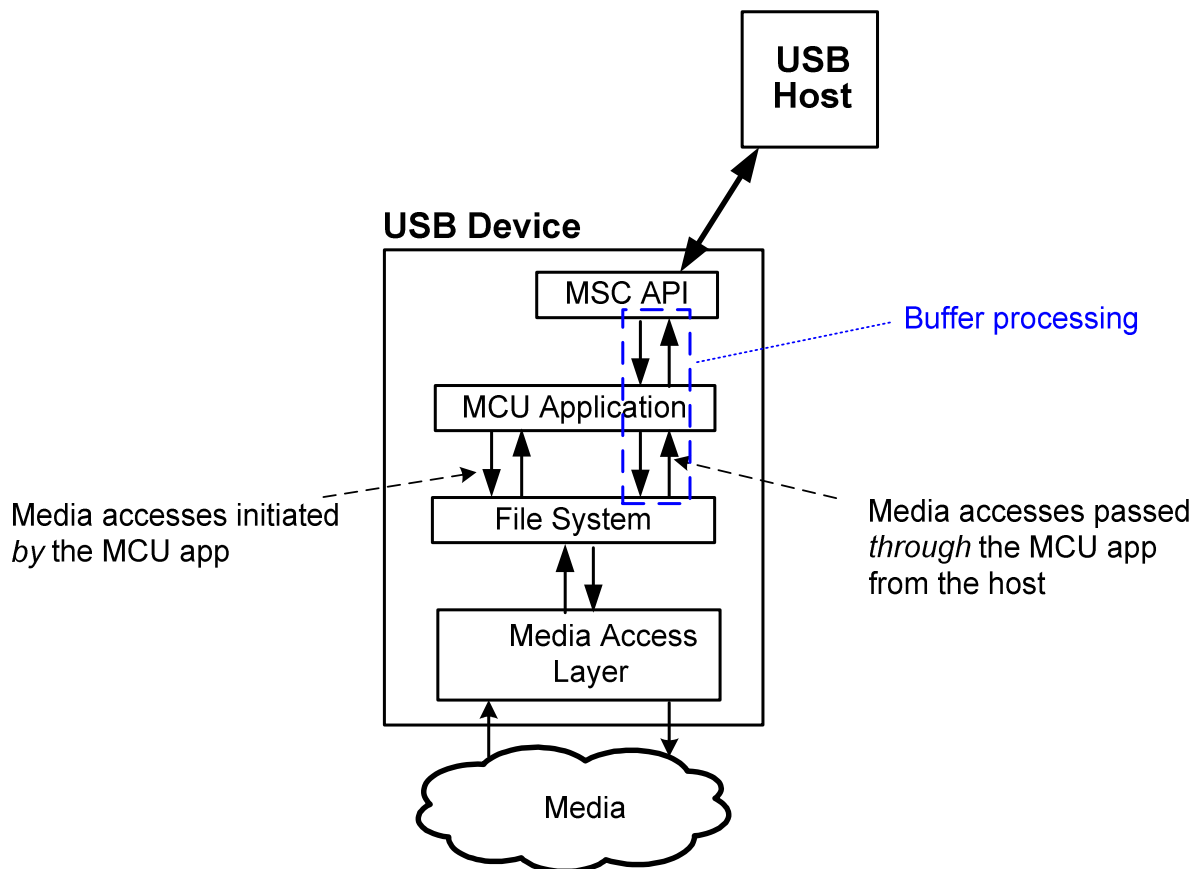 USB
Host
USB Device
MSC API
Buffer processing
MCU Application
Media accesses initiated
by the MCU app
File System
Media accesses passed
through the MCU app
from the host
Media Access
Layer
Media